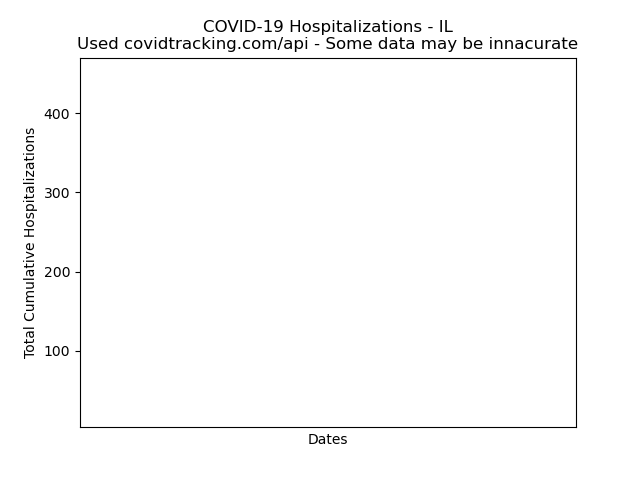 COVID-19 Hospitalizations - IL
Used covidtracking.com/api - Some data may be innacurate
Total Cumulative Hospitalizations
400
300
200
100
Dates